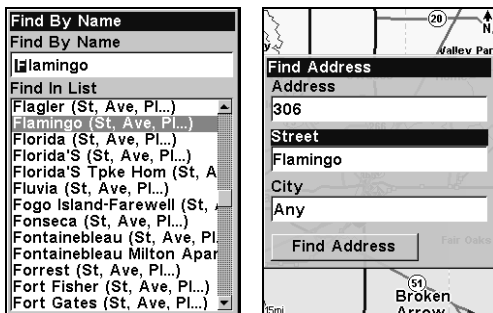 Find By Name
Find By Name
Flamingo
Find In List
Flagler (St, Ave, Pl...)
Flamingo (St, Ave, Pl...)
Florida (St, Ave, Pl...)
Florida'S (St, Ave, Pl...)
Florida'S Tpke Hom (St, A
Fluvia (St, Ave, Pl...)
Fogo Island-Farewell (St,
Fonseca (St, Ave, Pl...)
Fontainebleau (St, Ave, Pl
Fontainebleau Milton Apar
Forrest (St, Ave, Pl...)
Fort Fisher (St, Ave, Pl...)
Fort Gates (St, Ave, Pl...)
20
N
Valley Par
Find Address
Address
306
Street
Flamingo
City
Any
Find Address
Fair Oaks
51
Broken
Arrow
15mi